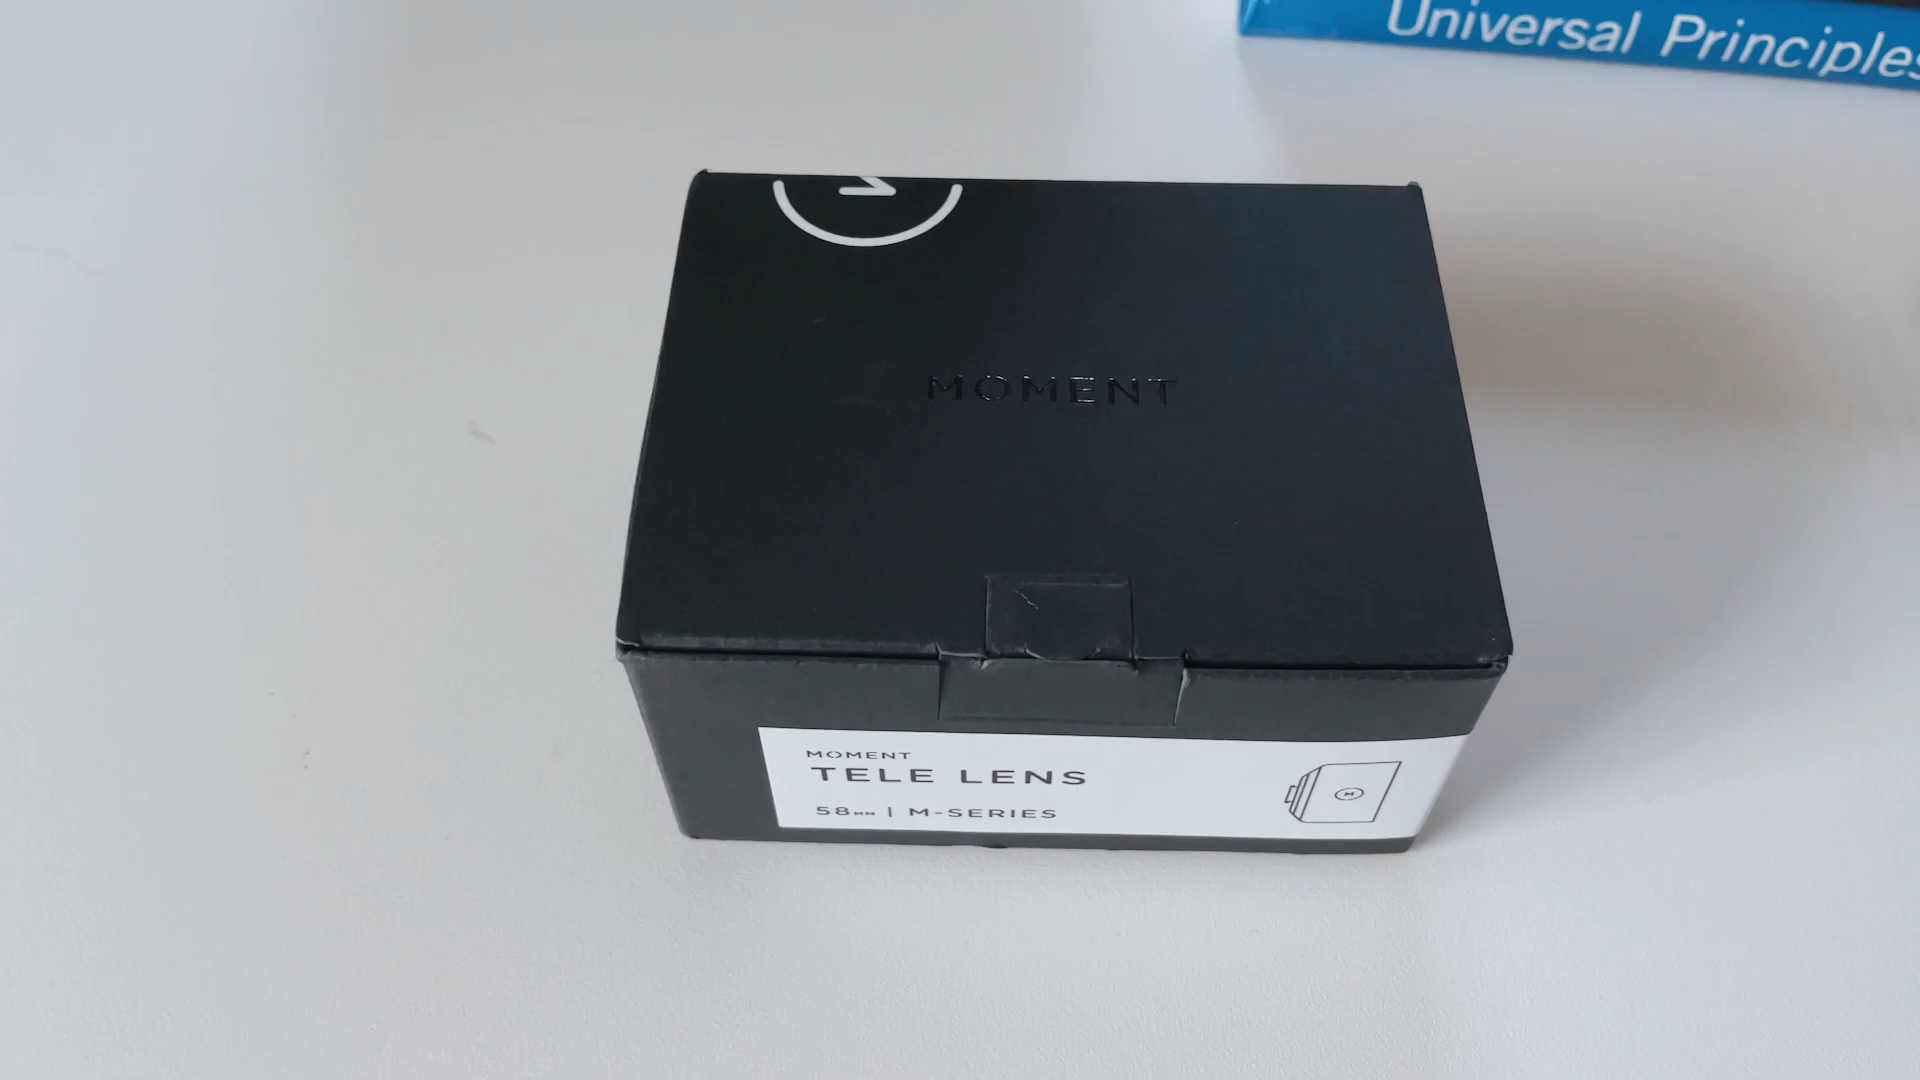 Universal Principles
MOMENT
MOMENT
TELE LENS
58MM | M-SERIES
M